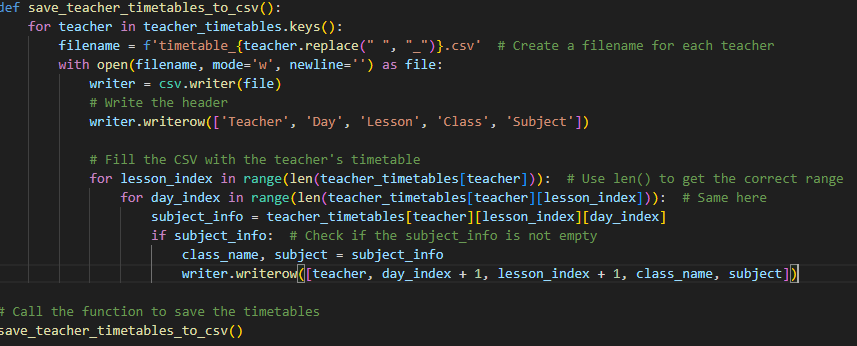 def save_teacher_timetables_to_csv():
    for teacher in teacher_timetables.keys():
        filename = f'timetable_{teacher.replace(" ", "_")}.csv'  # Create a filename for each teacher
        with open(filename, mode='w', newline='') as file:
            writer = csv.writer(file)
            # Write the header
            writer.writerow(['Teacher', 'Day', 'Lesson', 'Class', 'Subject'])

            # Fill the CSV with the teacher's timetable
            for lesson_index in range(len(teacher_timetables[teacher])):  # Use len() to get the correct range
                for day_index in range(len(teacher_timetables[teacher][lesson_index])):  # Same here
                    subject_info = teacher_timetables[teacher][lesson_index][day_index]
                    if subject_info:  # Check if the subject_info is not empty
                        class_name, subject = subject_info
                        writer.writerow([teacher, day_index + 1, lesson_index + 1, class_name, subject])

# Call the function to save the timetables
save_teacher_timetables_to_csv()